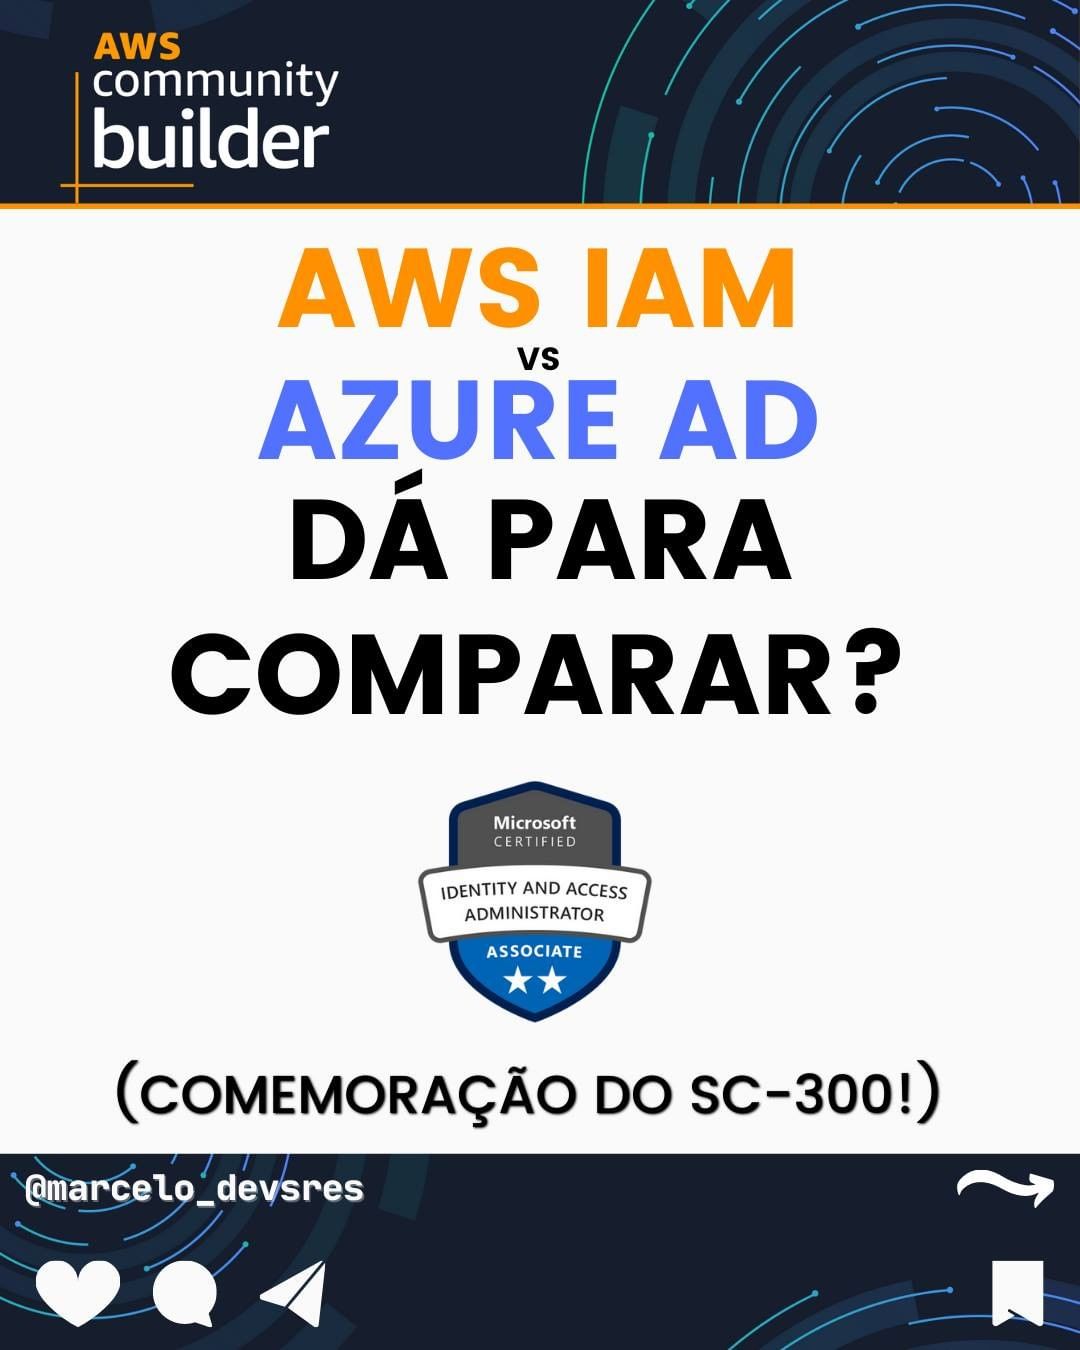 AWS
community
builder
AWS IAM
VS
AZURE AD
DÁ PARA
COMPARAR?
Microsoft
CERTIFIED
IDENTITY AND ACCESS
ADMINISTRATOR
ASSOCIATE
(COMEMORAÇÃO DO SC-300!)
@marcelo_devsres